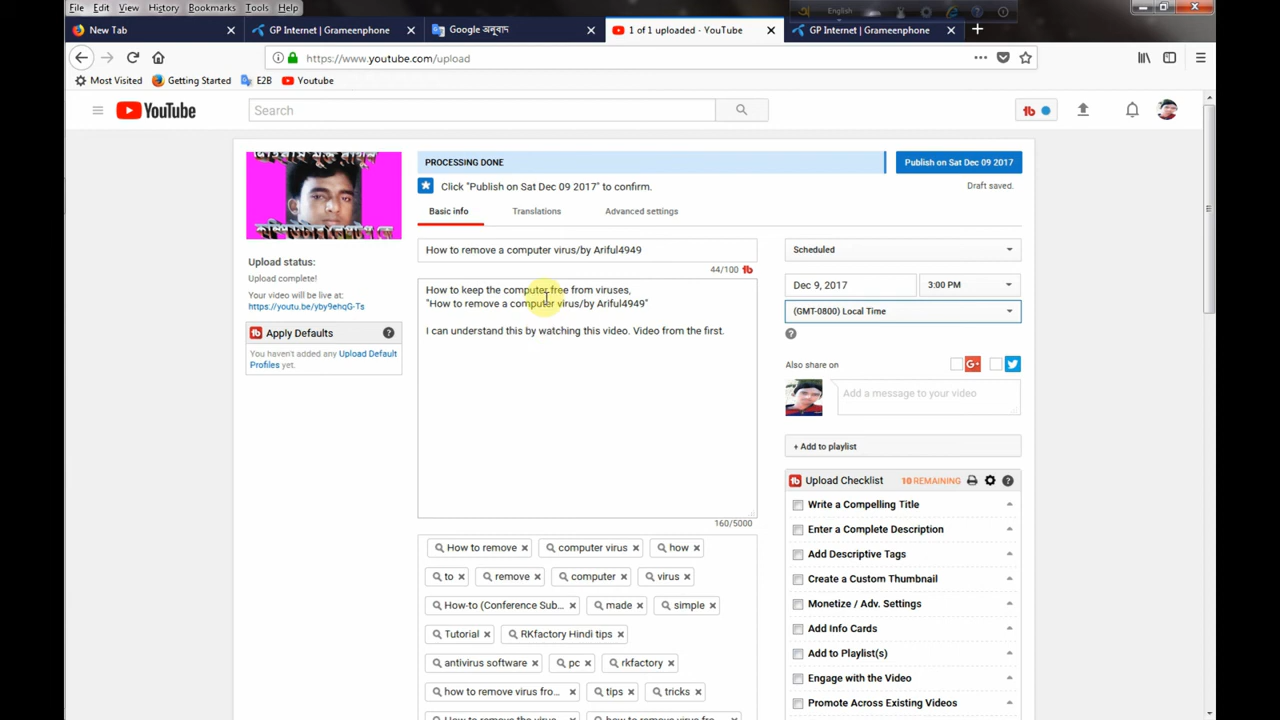 File Edit View History Bookmarks Tools Help
English
New Tab
GP Internet | Grameenphone
Google অনুবাদ
1 of 1 uploaded - YouTube
GP Internet | Grameenphone
https://www.youtube.com/upload
Most Visited
Getting Started
E2B
Youtube
YouTube
Search
PROCESSING DONE
Publish on Sat Dec 09 2017
Click "Publish on Sat Dec 09 2017" to confirm.
Draft saved.
Basic info
Translations
Advanced settings
Upload status:
Upload complete!
Your video will be live at:
https://youtu.be/yby9ehqG-Ts
Apply Defaults
You haven't added any Upload Default
Profiles yet.
How to remove a computer virus/by Ariful4949
44/100
How to keep the computer free from viruses,
"How to remove a computer virus/by Ariful4949"
I can understand this by watching this video. Video from the first.
160/5000
How to remove
computer virus
how
to
remove
computer
virus
How-to (Conference Sub...
made
simple
Tutorial
RKfactory Hindi tips
antivirus software
pc
rkfactory
how to remove virus fro...
tips
tricks
Scheduled
Dec 9, 2017
3:00 PM
(GMT-0800) Local Time
Also share on
Add a message to your video
+ Add to playlist
Upload Checklist
10 REMAINING
Write a Compelling Title
Enter a Complete Description
Add Descriptive Tags
Create a Custom Thumbnail
Monetize / Adv. Settings
Add Info Cards
Add to Playlist(s)
Engage with the Video
Promote Across Existing Videos